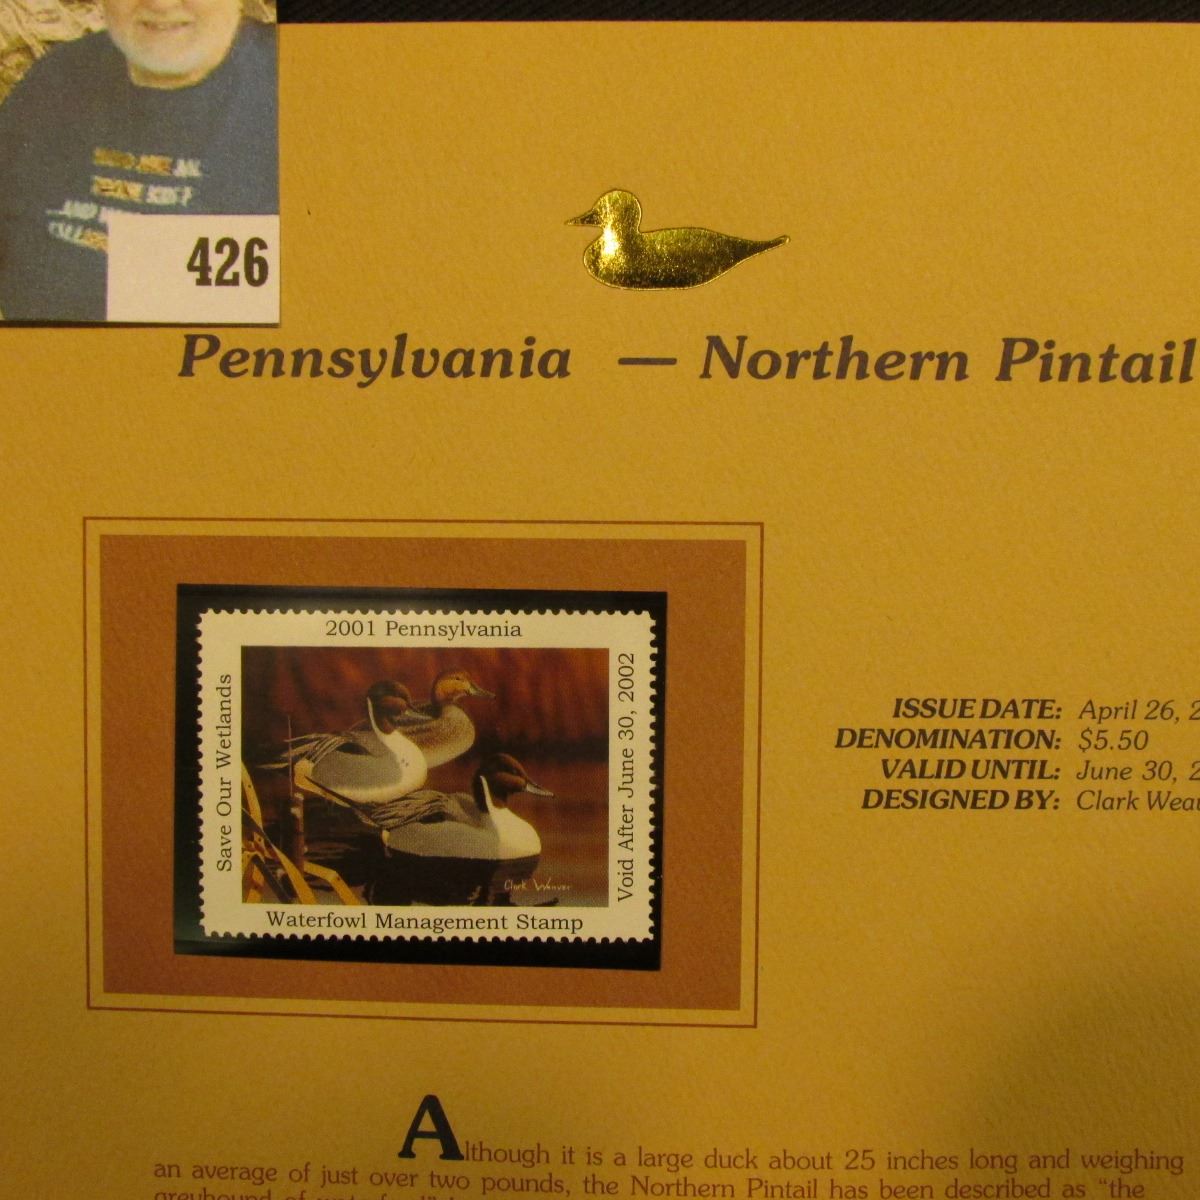 426
Pennsylvania — Northern Pintail
2001 Pennsylvania
Save Our Wetlands
Void After June 30, 2002
Clark Weaver
Waterfowl Management Stamp
ISSUE DATE: April 26, 2
DENOMINATION: $5.50
VALID UNTIL: June 30, 2
DESIGNED BY: Clark Wea
Although it is a large duck about 25 inches long and weighing
an average of just over two pounds, the Northern Pintail has been described as "the